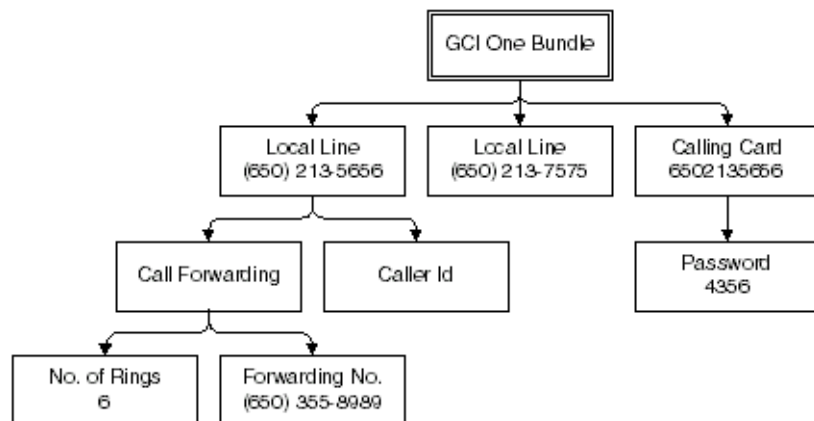 GCI One Bundle
Local Line
(650) 213-5656
Local Line
(650) 213-7575
Calling Card
6502135656
Call Forwarding
Caller Id
Password
4356
No. of Rings
6
Forwarding No.
(650) 355-8989